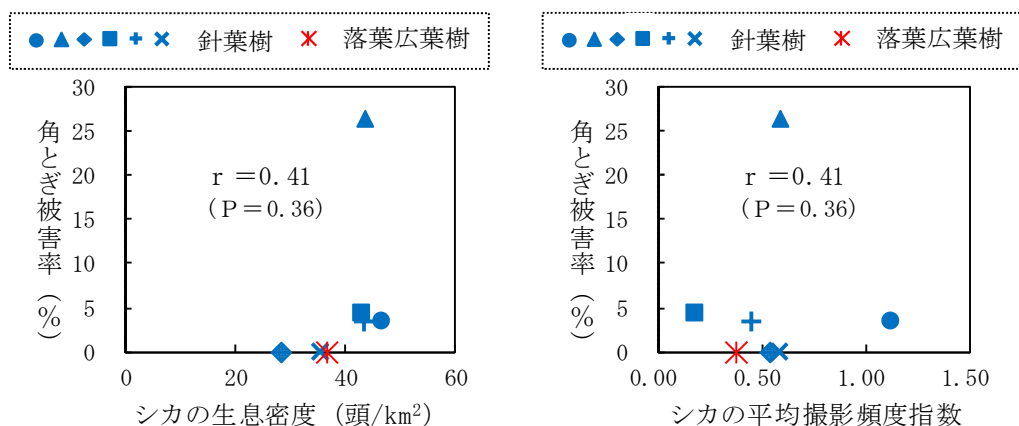 針葉樹 落葉広葉樹
30
25
20
15
10
5
0
角とぎ被害率 (%)
r =0.41
(P=0.36)
0 20 40 60
シカの生息密度 (頭/km²)
針葉樹 落葉広葉樹
30
25
20
15
10
5
0
角とぎ被害率 (%)
r =0.41
(P=0.36)
0.00 0.50 1.00 1.50
シカの平均撮影頻度指数